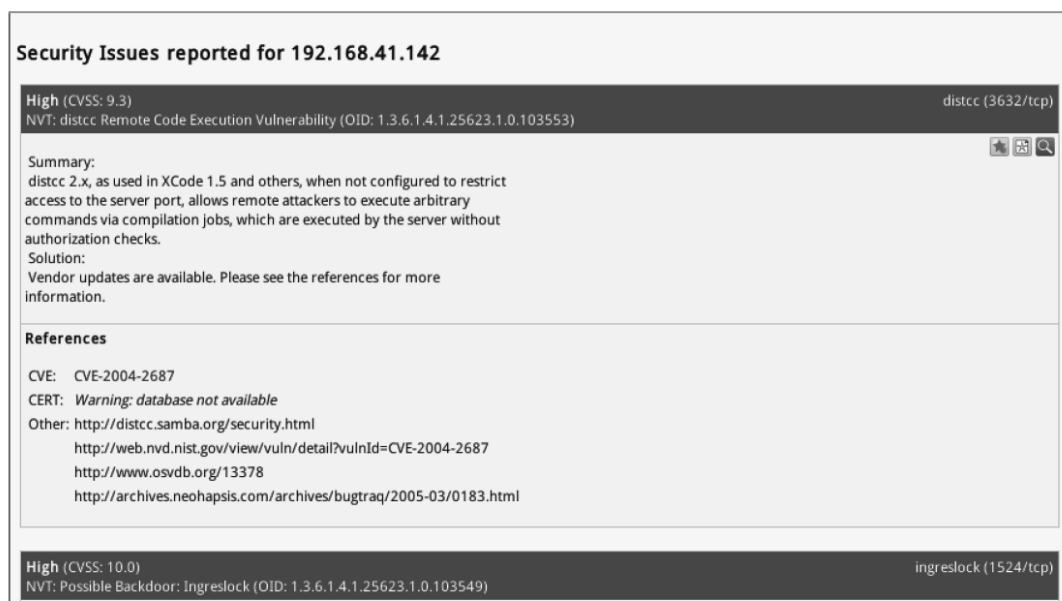 Security Issues reported for 192.168.41.142
High (CVSS: 9.3) distcc (3632/tcp)
NVT: distcc Remote Code Execution Vulnerability (OID: 1.3.6.1.4.1.25623.1.0.103553)
Summary:
distcc 2.x, as used in XCode 1.5 and others, when not configured to restrict
access to the server port, allows remote attackers to execute arbitrary
commands via compilation jobs, which are executed by the server without
authorization checks.
Solution:
Vendor updates are available. Please see the references for more
information.
References
CVE: CVE-2004-2687
CERT: Warning: database not available
Other: http://distcc.samba.org/security.html
http://web.nvd.nist.gov/view/vuln/detail?vulnId=CVE-2004-2687
http://www.osvdb.org/13378
http://archives.neohapsis.com/archives/bugtraq/2005-03/0183.html
High (CVSS: 10.0) ingreslock (1524/tcp)
NVT: Possible Backdoor: Ingreslock (OID: 1.3.6.1.4.1.25623.1.0.103549)